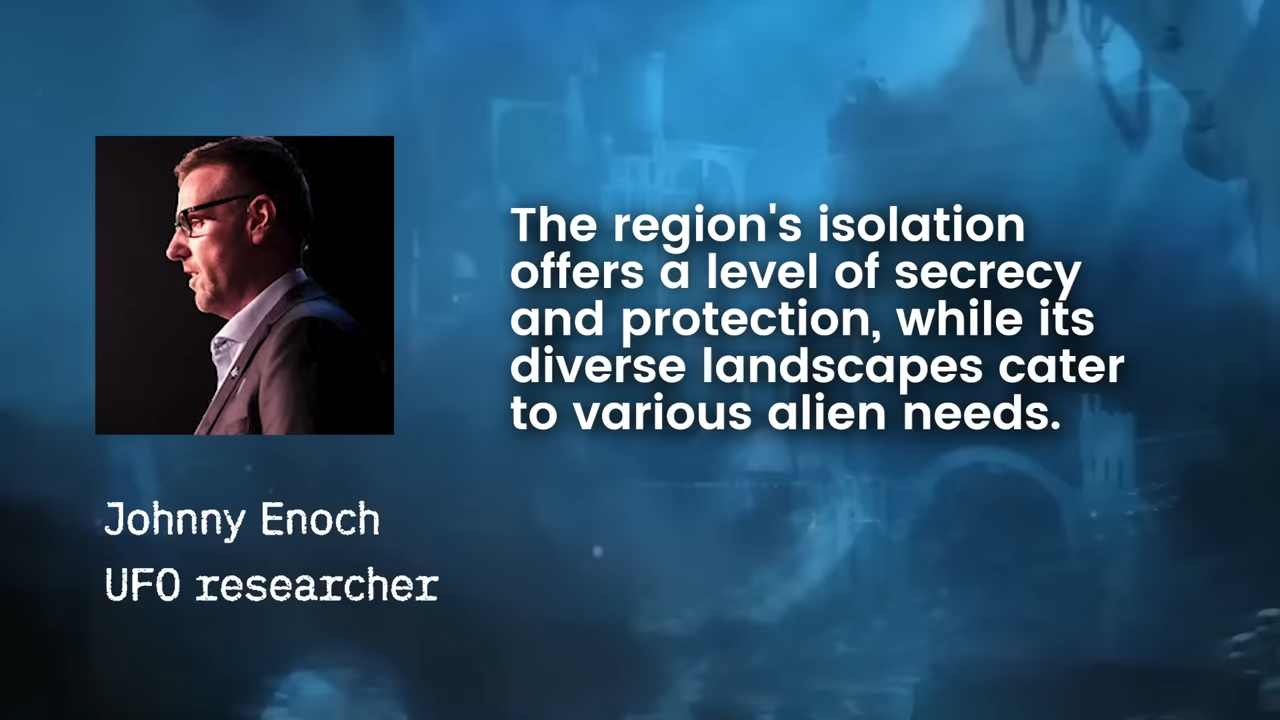 The region's isolation
offers a level of secrecy
and protection, while its
diverse landscapes cater
to various alien needs.
Johnny Enoch
UFO researcher